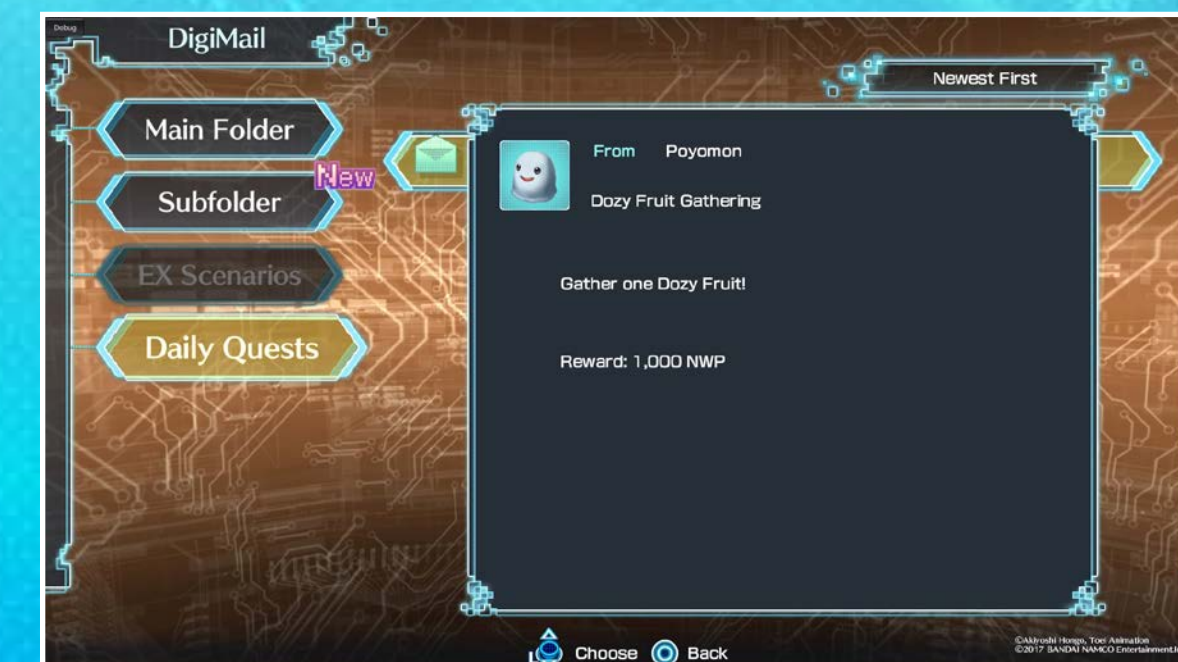 Debug
DigiMail
Newest First
Main Folder
New
Subfolder
EX Scenarios
Daily Quests
From Poyomon
Dozy Fruit Gathering
Gather one Dozy Fruit!
Reward: 1,000 NWP
Choose Back
©Akiyoshi Hongo, Toei Animation
©2017 BANDAI NAMCO Entertainment.Inc